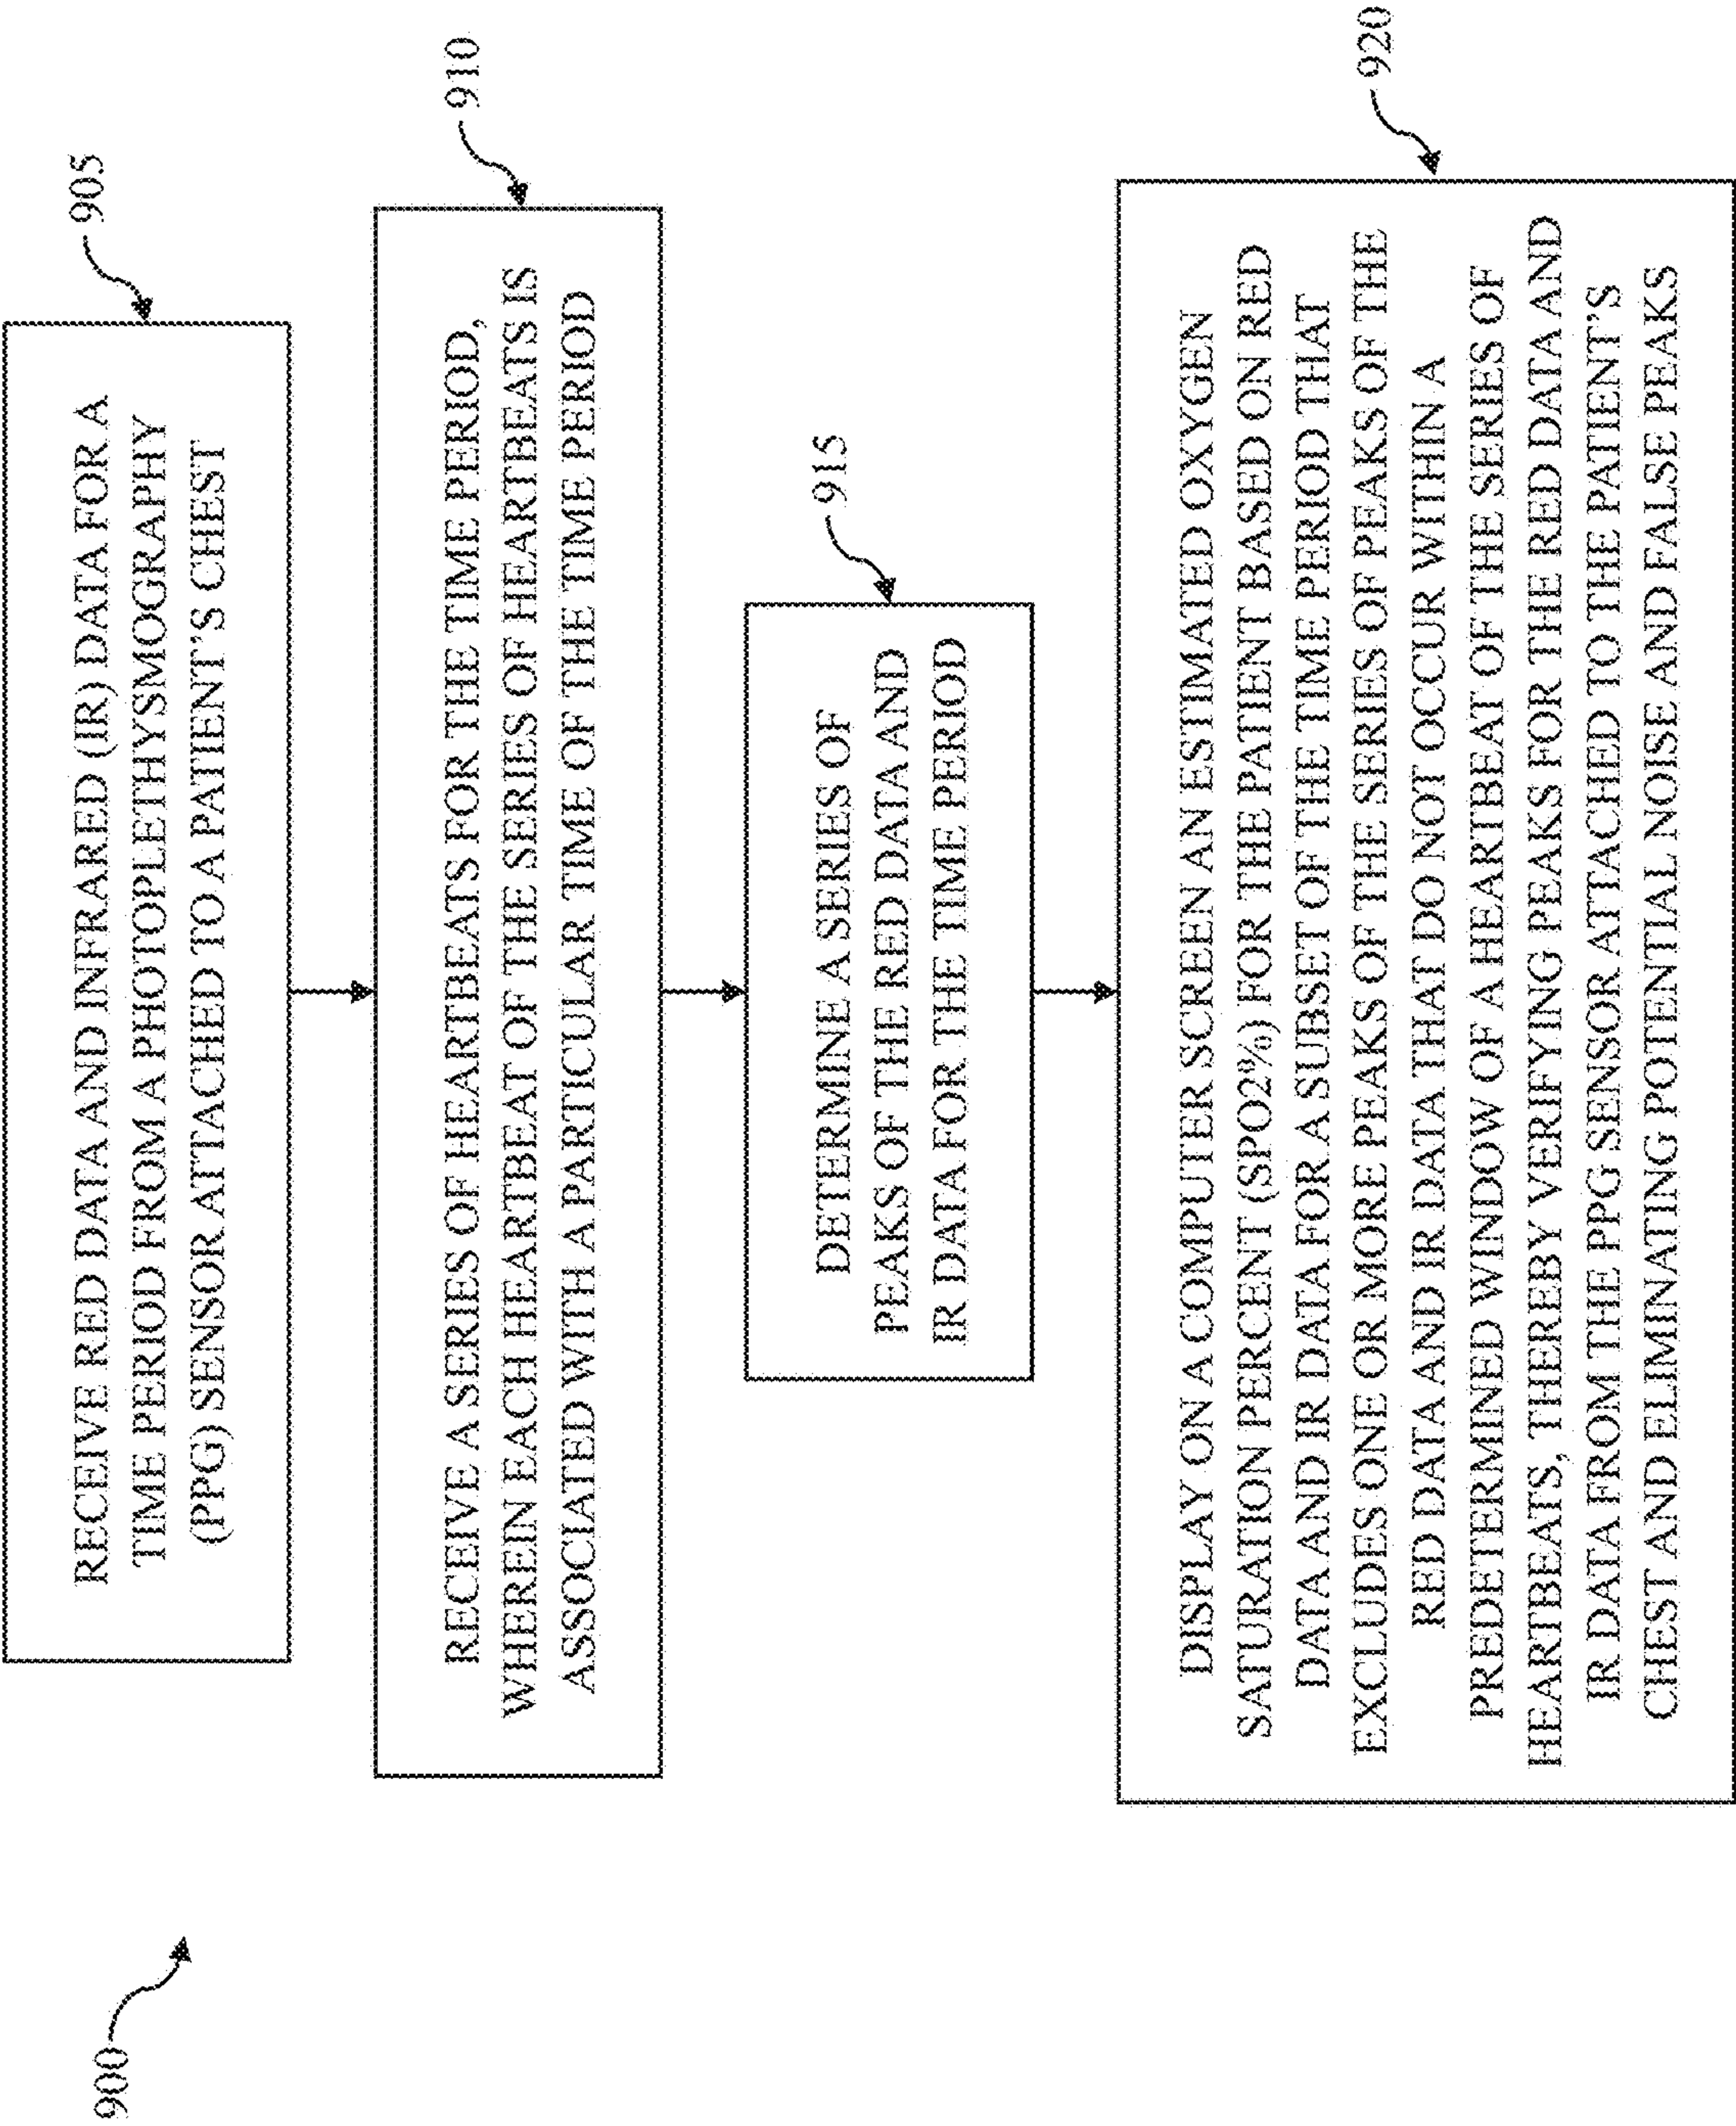 900
905
RECEIVE RED DATA AND INFRARED (IR) DATA FOR A
TIME PERIOD FROM A PHOTOPLETHYSMOGRAPHY
(PPG) SENSOR ATTACHED TO A PATIENT'S CHEST
910
RECEIVE A SERIES OF HEARTBEATS FOR THE TIME PERIOD,
WHEREIN EACH HEARTBEAT OF THE SERIES OF HEARTBEATS IS
ASSOCIATED WITH A PARTICULAR TIME OF THE TIME PERIOD
915
DETERMINE A SERIES OF
PEAKS OF THE RED DATA AND
IR DATA FOR THE TIME PERIOD
920
DISPLAY ON A COMPUTER SCREEN AN ESTIMATED OXYGEN
SATURATION PERCENT (SPO2%) FOR THE PATIENT BASED ON RED
DATA AND IR DATA FOR A SUBSET OF THE TIME PERIOD THAT
EXCLUDES ONE OR MORE PEAKS OF THE SERIES OF PEAKS OF THE
RED DATA AND IR DATA THAT DO NOT OCCUR WITHIN A
PREDETERMINED WINDOW OF A HEARTBEAT OF THE SERIES OF
HEARTBEATS, THEREBY VERIFYING PEAKS FOR THE RED DATA AND
IR DATA FROM THE PPG SENSOR ATTACHED TO THE PATIENT'S
CHEST AND ELIMINATING POTENTIAL NOISE AND FALSE PEAKS